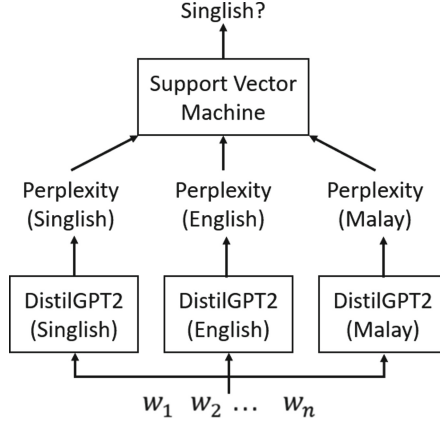 Singlish?
Support Vector
Machine
Perplexity
(Singlish)
Perplexity
(English)
Perplexity
(Malay)
DistilGPT2
(Singlish)
DistilGPT2
(English)
DistilGPT2
(Malay)
w₁ w₂ … wₙ